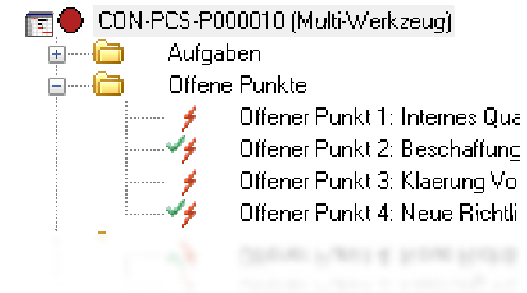 CON-PCS-P000010 (Multi-Werkzeug)
Aufgaben
Offene Punkte
Offener Punkt 1: Internes Qua
Offener Punkt 2: Beschaffung
Offener Punkt 3: Klaerung Vo
Offener Punkt 4: Neue Richtli